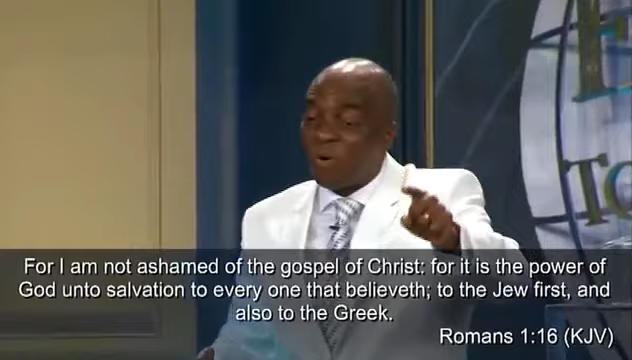 For I am not ashamed of the gospel of Christ: for it is the power of
God unto salvation to every one that believeth; to the Jew first, and
also to the Greek.
Romans 1:16 (KJV)